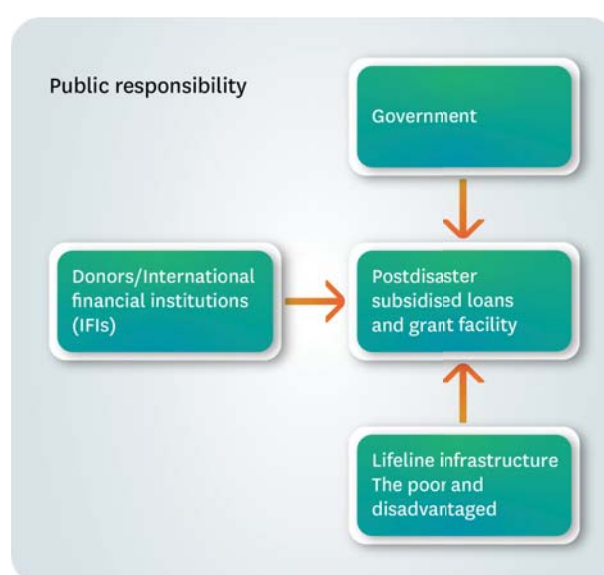 Public responsibility
Government
Donors/International
financial institutions
(IFIs)
Postdisaster
subsidised loans
and grant facility
Lifeline infrastructure
The poor and
disadvantaged